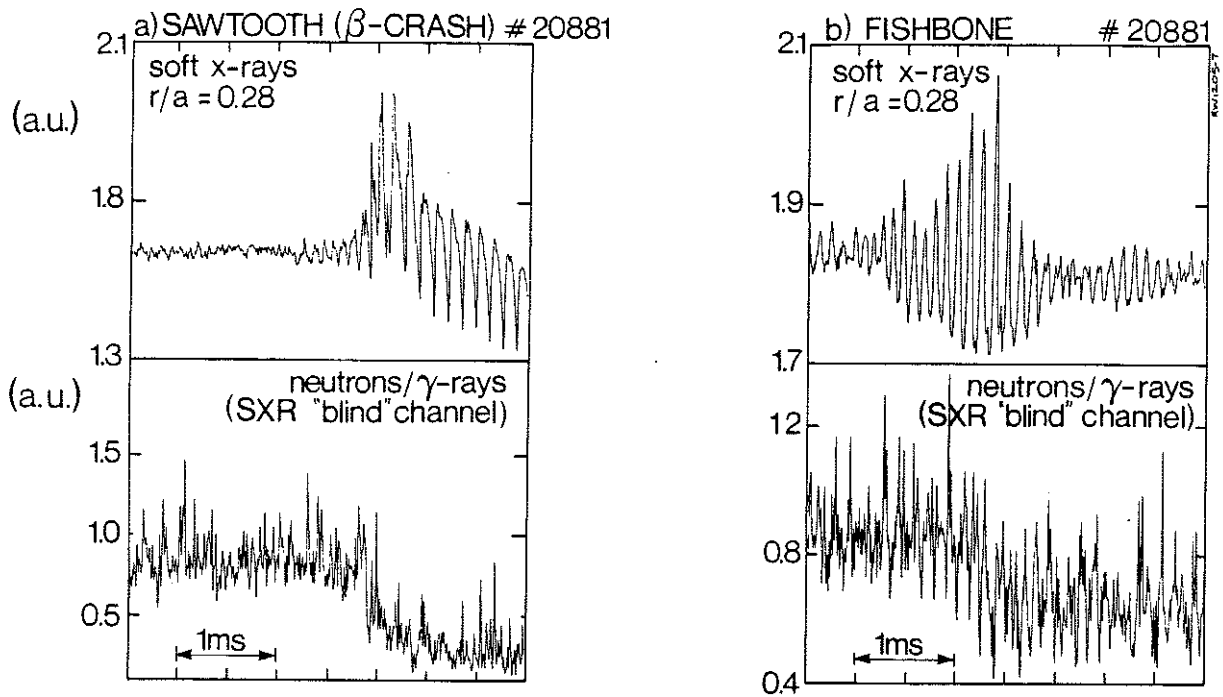 a) SAWTOOTH (β-CRASH) # 20881
2.1
soft x-rays
r/a = 0.28
(a.u.)
1.8
1.3
neutrons/γ-rays
(SXR "blind" channel)
(a.u.)
1.5
1.0
0.5
1ms
b) FISHBONE # 20881
2.1
soft x-rays
r/a = 0.28
1.9
1.7
neutrons/γ-rays
(SXR "blind" channel)
1.2
0.8
1ms
0.4